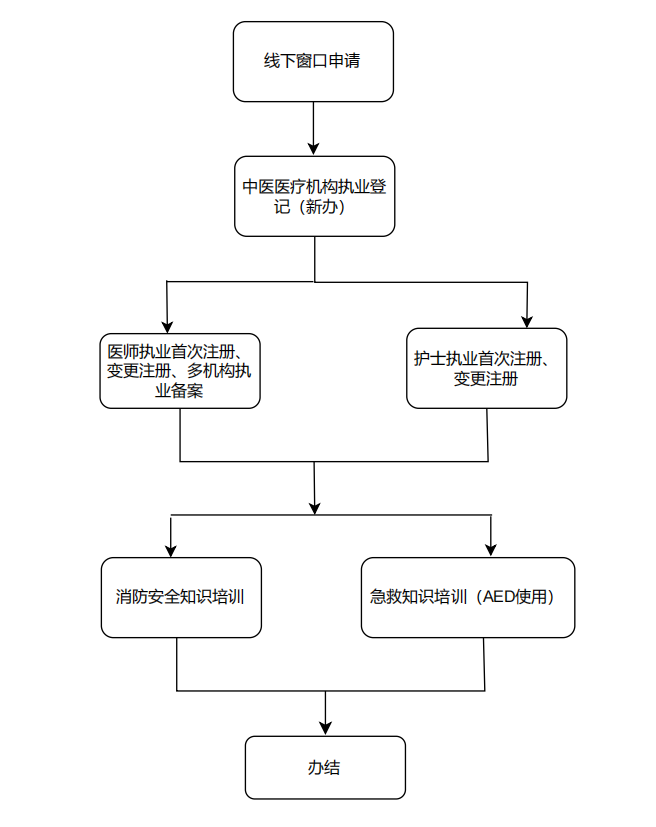 线下窗口申请
中医医疗机构执业登
记（新办）
医师执业首次注册、
变更注册、多机构执
业备案
护士执业首次注册、
变更注册
消防安全知识培训
急救知识培训（AED使用）
办结